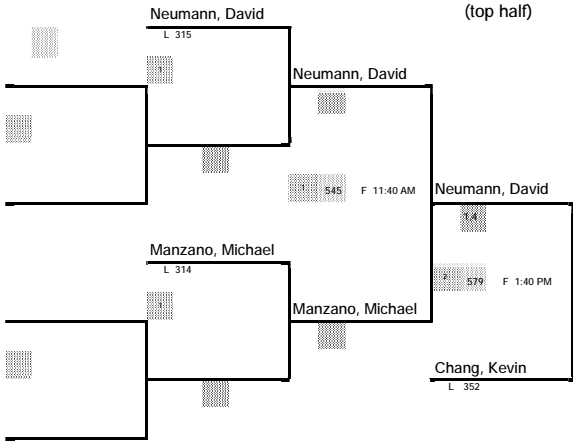 Neumann, David
(top half)
L 315
1
Neumann, David
1 545 F 11:40 AM
Neumann, David
1,4
Manzano, Michael
L 314
2 579 F 1:40 PM
1
Manzano, Michael
Chang, Kevin
L 352